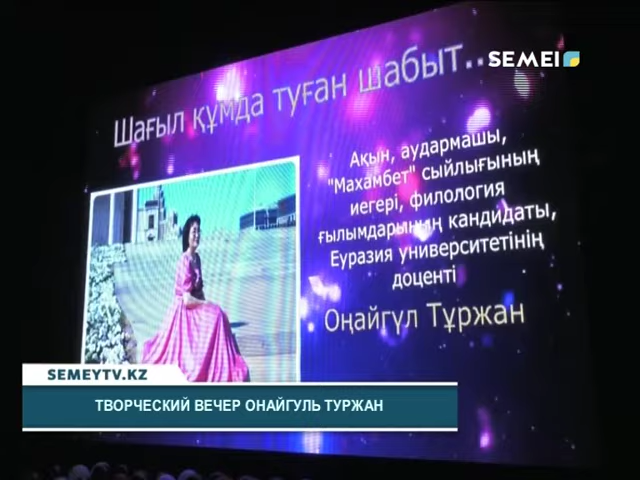 SEMEI
Шағыл құмда туған шабыт..
Ақын, аудармашы,
"Махамбет" сыйлығының
иегері, филология
ғылымдарының кандидаты,
Еуразия университетінің
доценті
Оңайгүл Тұржан
SEMEYTV.KZ
ТВОРЧЕСКИЙ ВЕЧЕР ОНАЙГУЛЬ ТУРЖАН